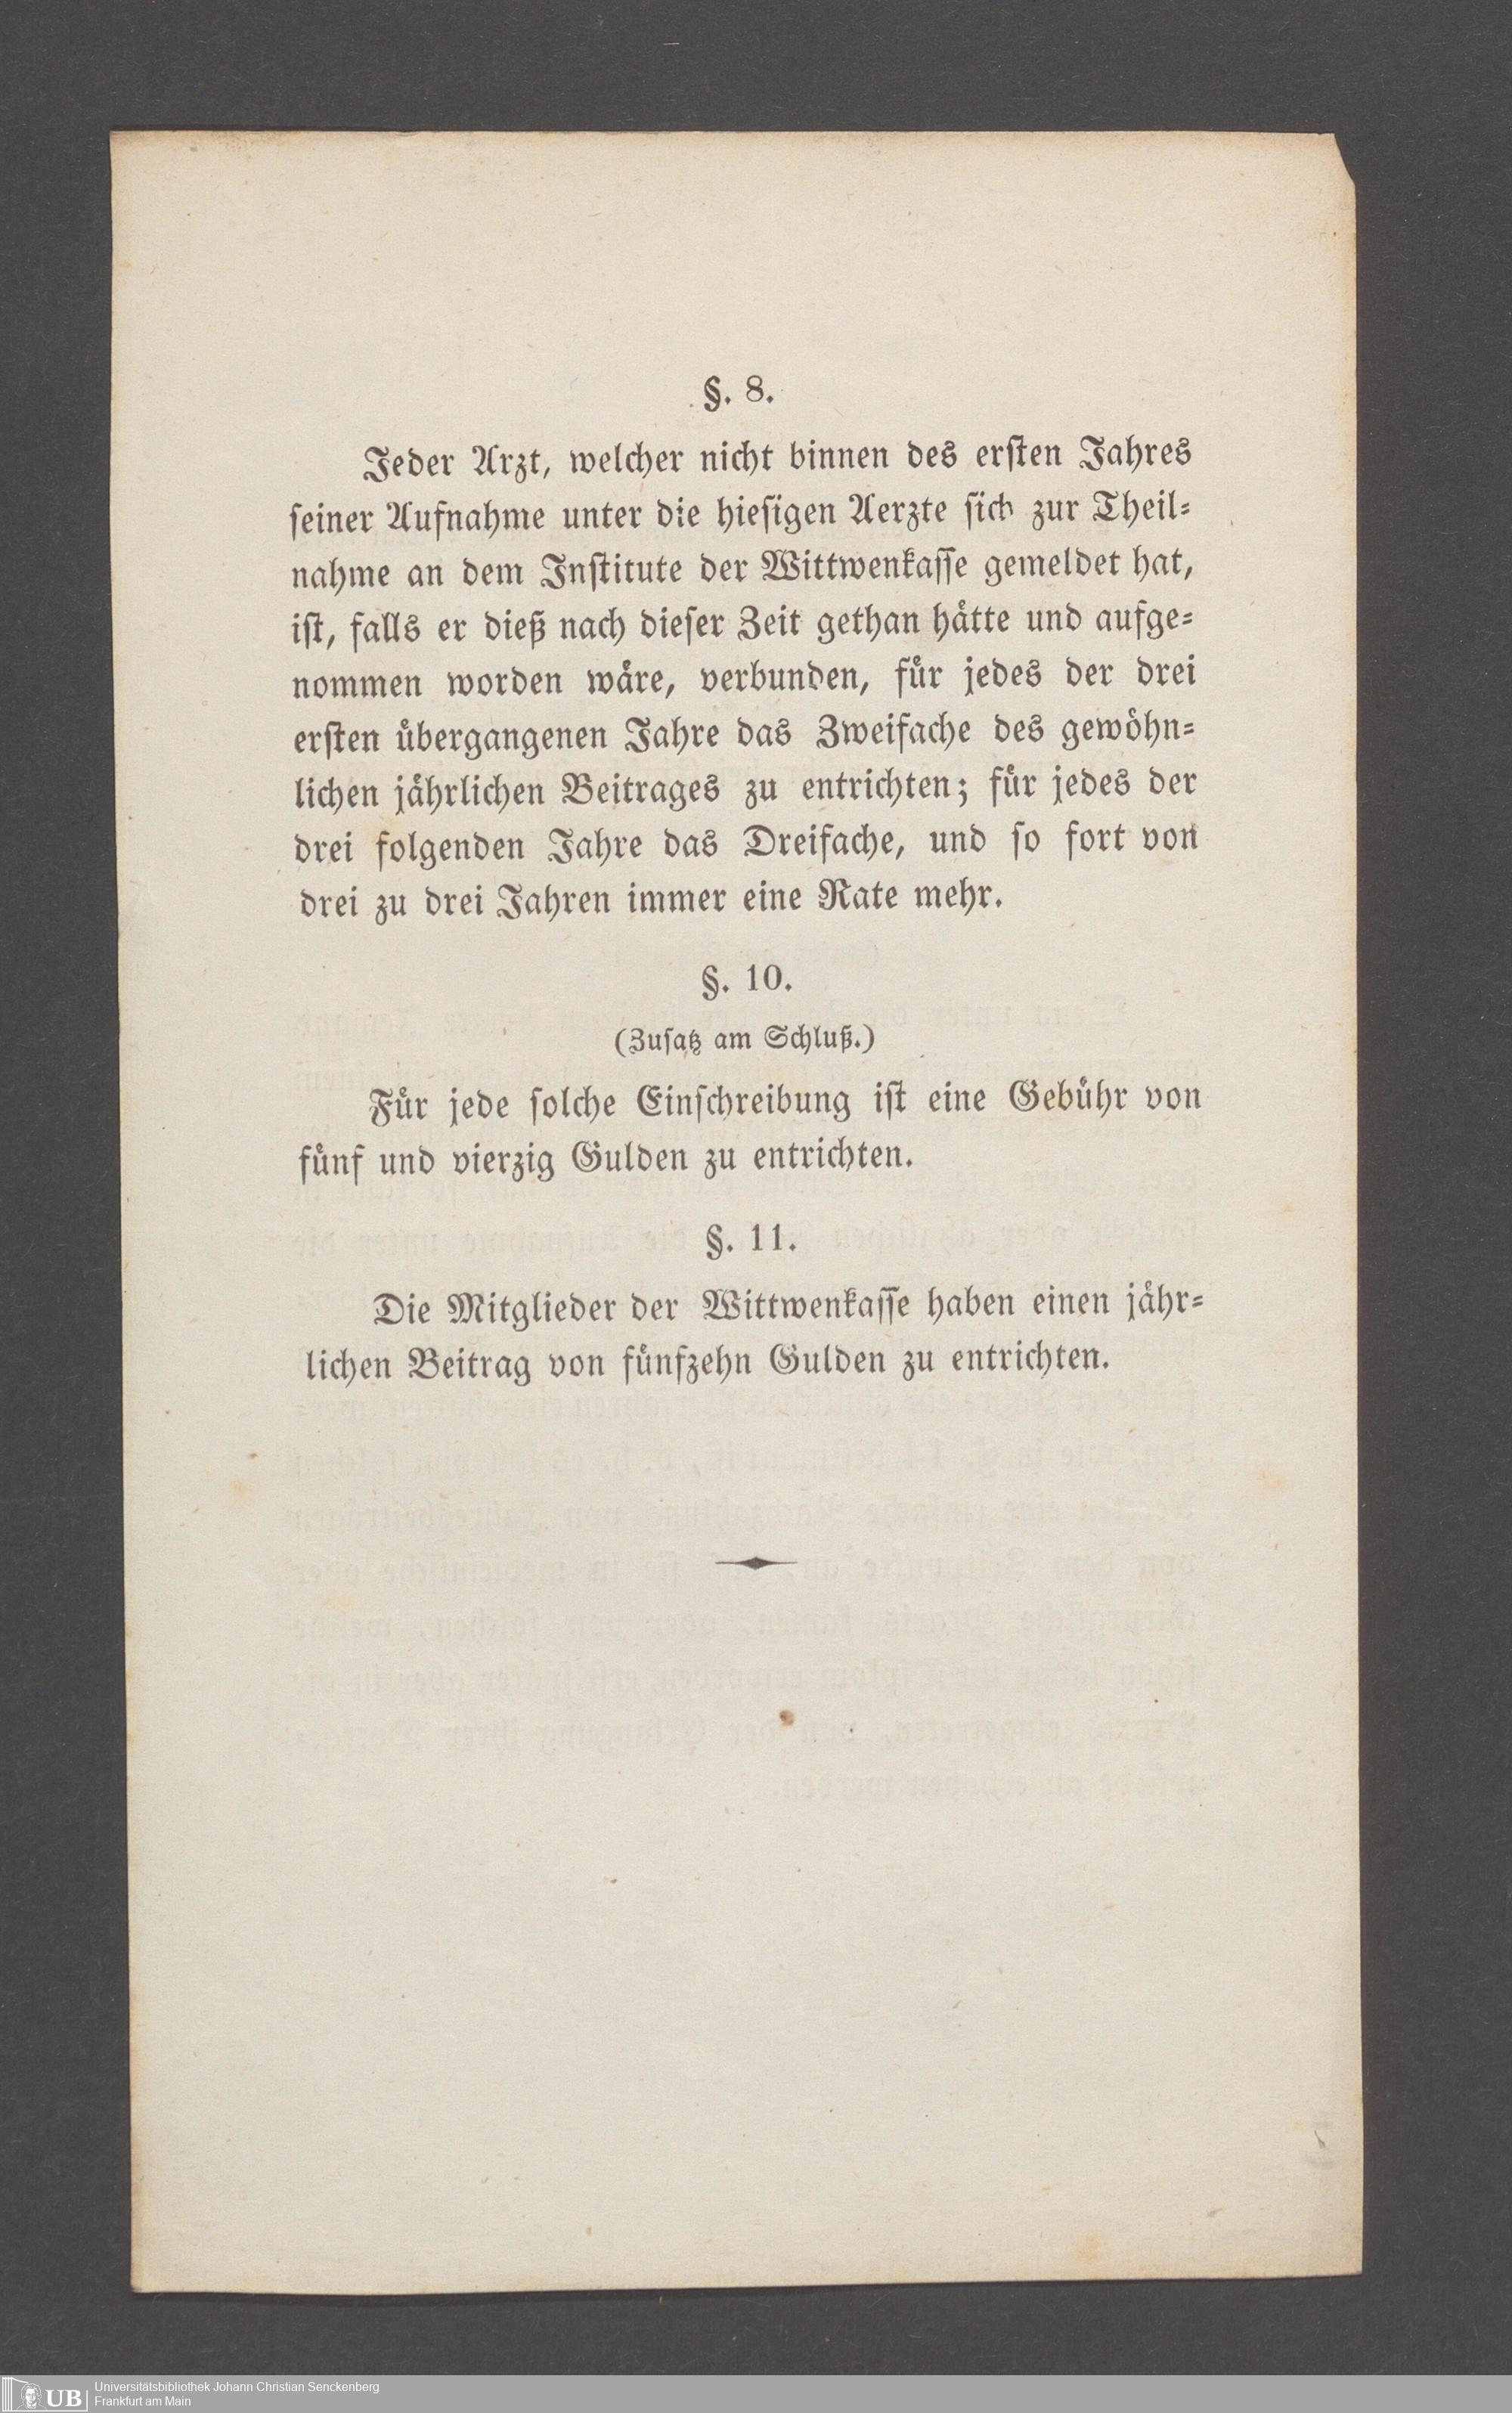 §. 8.
Jeder Arzt, welcher nicht binnen des ersten Jahres
seiner Aufnahme unter die hiesigen Aerzte sich zur Theil-
nahme an dem Institute der Wittwenkasse gemeldet hat,
ist, falls er dieß nach dieser Zeit gethan hätte und aufge-
nommen worden wäre, verbunden, für jedes der drei
ersten übergangenen Jahre das Zweifache des gewöhn-
lichen jährlichen Beitrages zu entrichten; für jedes der
drei folgenden Jahre das Dreifache, und so fort von
drei zu drei Jahren immer eine Rate mehr.
§. 10.
(Zusatz am Schluß.)
Für jede solche Einschreibung ist eine Gebühr von
fünf und vierzig Gulden zu entrichten.
§. 11.
Die Mitglieder der Wittwenkasse haben einen jähr-
lichen Beitrag von fünfzehn Gulden zu entrichten.
UB
Universitätsbibliothek Johann Christian Senckenberg
Frankfurt am Main